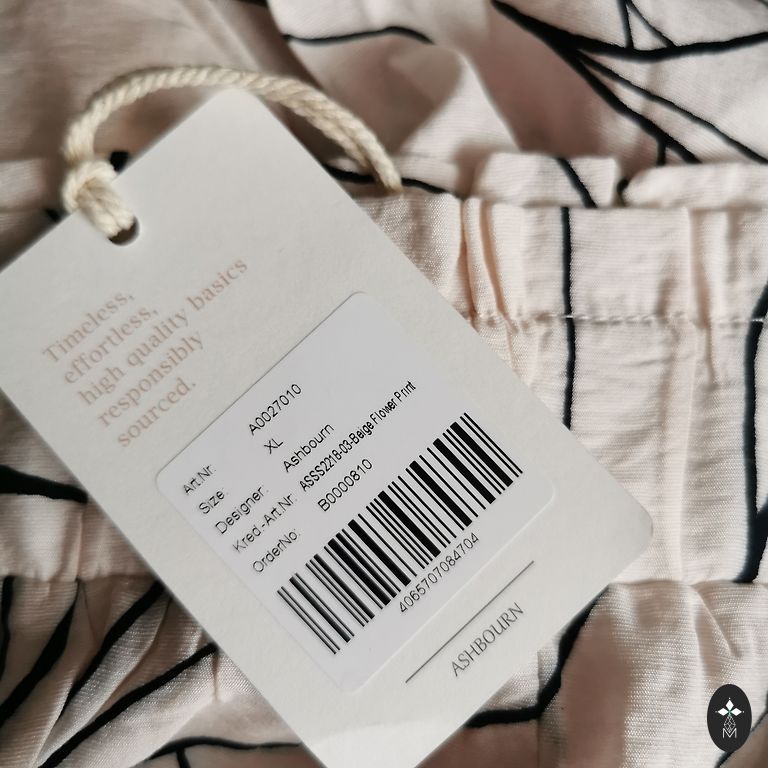 Timeless,
effortless,
high quality basics
responsibly
sourced.
Art.Nr: A0027010
Size: XL
Designer: Ashbourn
Kred.-Art.Nr: ASSS2218-03-Beige Flower Print
OrderNo: B0000810
4065707084704
ASHBOURN
M